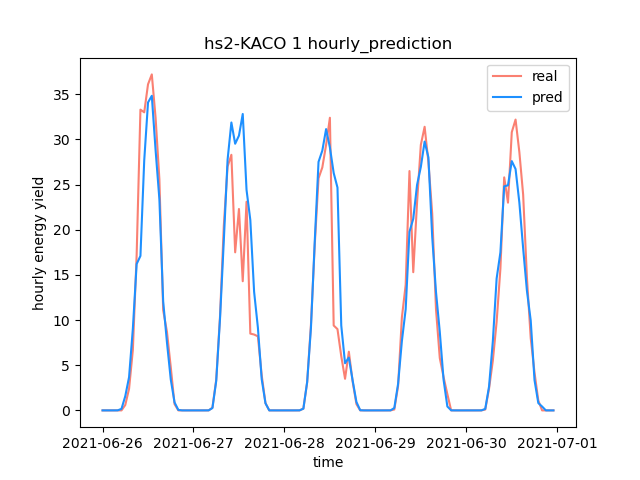 hs2-KACO 1 hourly_prediction
real
pred
hourly energy yield
35
30
25
20
15
10
5
0
2021-06-26 2021-06-27 2021-06-28 2021-06-29 2021-06-30 2021-07-01
time